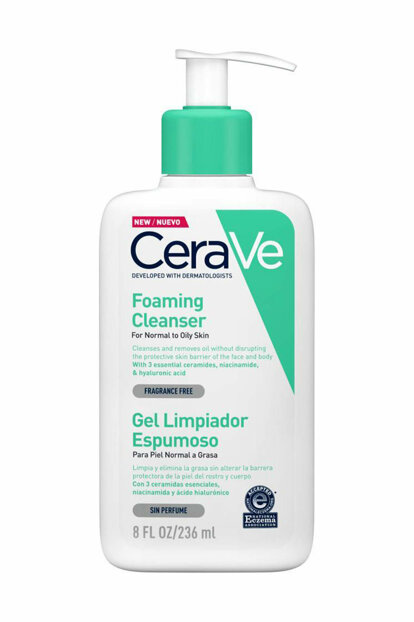 NEW / NUEVO
CeraVe
DEVELOPED WITH DERMATOLOGISTS
Foaming
Cleanser
For Normal to Oily Skin
Cleanses and removes oil without disrupting
the protective skin barrier of the face and body
With 3 essential ceramides, niacinamide,
& hyaluronic acid
FRAGRANCE FREE
Gel Limpiador
Espumoso
Para Piel Normal a Grasa
Limpia y elimina la grasa sin alterar la barrera
protectora de la piel del rostro y cuerpo
Con 3 ceramidas esenciales,
niacinamida y ácido hialurónico
SIN PERFUME
ACCEPTED
NATIONAL
Eczema
ASSOCIATION
8 FL OZ/236 ml